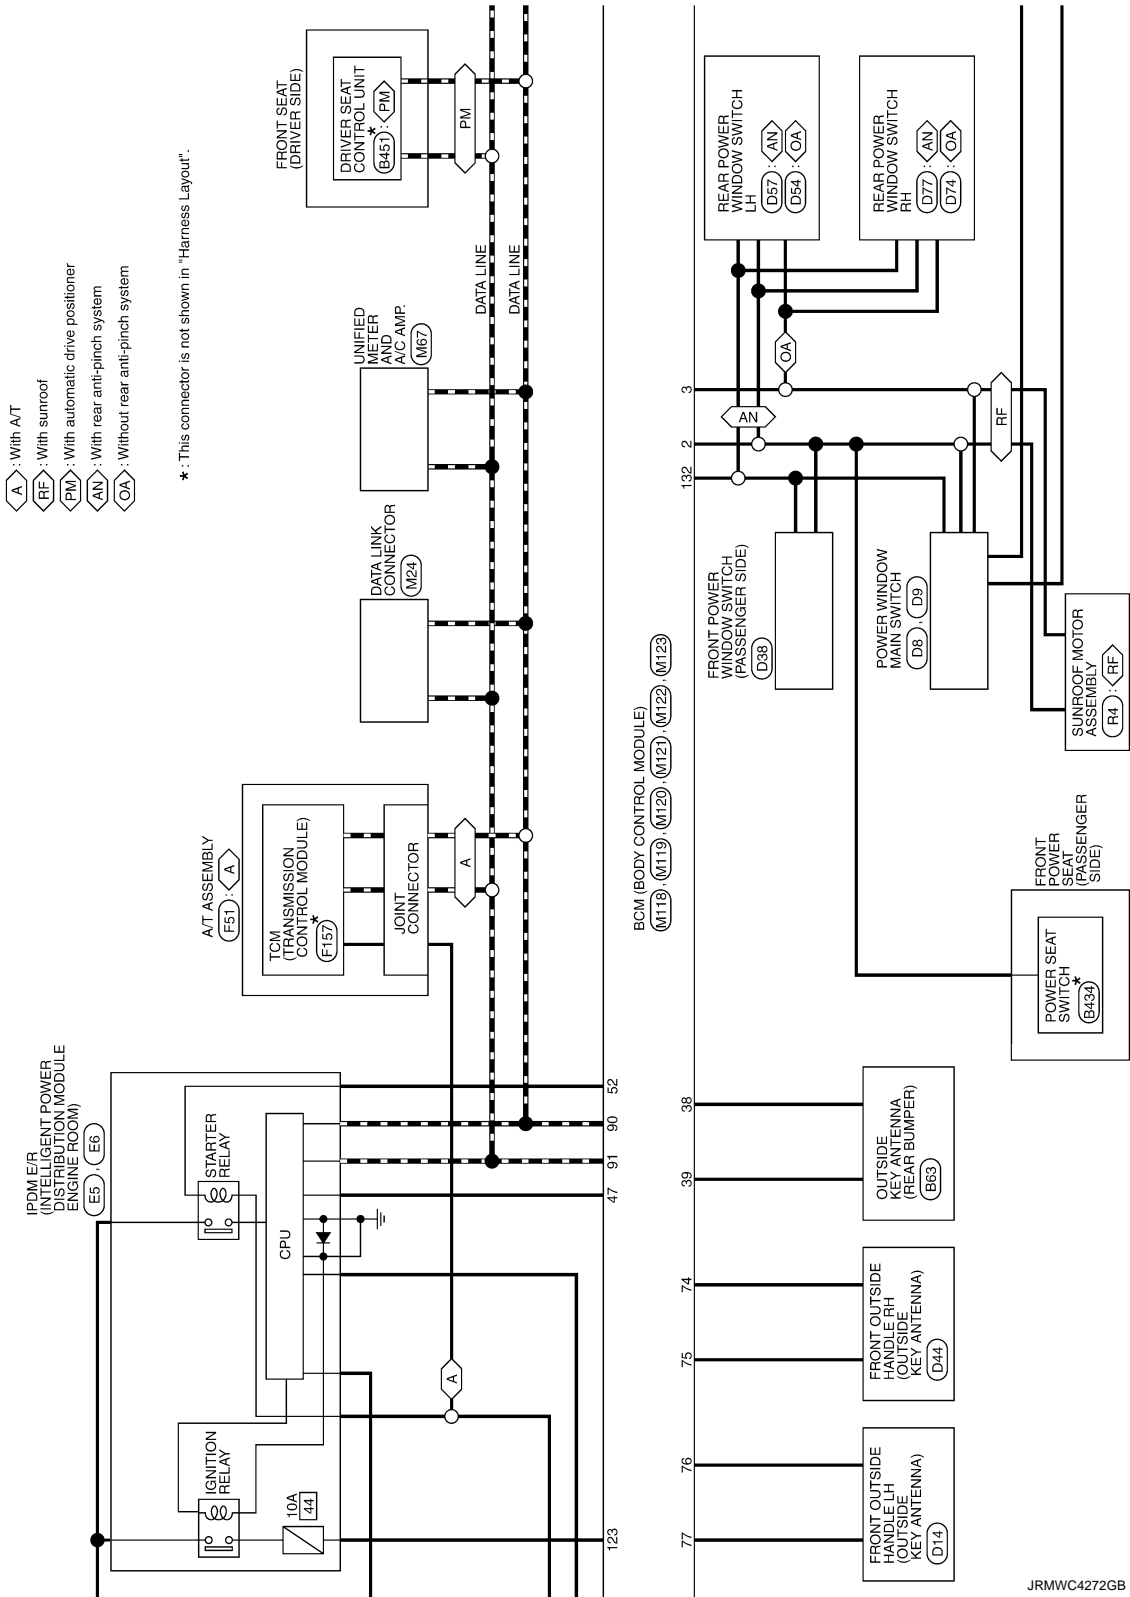 A : With A/T
RF : With sunroof
PM : With automatic drive positioner
AN : With rear anti-pinch system
OA : Without rear anti-pinch system
* : This connector is not shown in "Harness Layout".
IPDM E/R
(INTELLIGENT POWER
DISTRIBUTION MODULE
ENGINE ROOM)
E5 , E6
IGNITION
RELAY
10A
44
STARTER
RELAY
CPU
A
A/T ASSEMBLY
F51 : A
TCM
(TRANSMISSION
CONTROL MODULE)
*
F157
JOINT
CONNECTOR
A
DATA LINK
CONNECTOR
M24
UNIFIED
METER
AND
A/C AMP.
M67
DATA LINE
DATA LINE
FRONT SEAT
(DRIVER SIDE)
DRIVER SEAT
CONTROL UNIT
*
B451 : PM
PM
123
47
91
90
52
BCM (BODY CONTROL MODULE)
M118 , M119 , M120 , M121 , M122 , M123
77
76
75
74
39
38
132
2
3
FRONT OUTSIDE
HANDLE LH
(OUTSIDE
KEY ANTENNA)
D14
FRONT OUTSIDE
HANDLE RH
(OUTSIDE
KEY ANTENNA)
D44
OUTSIDE
KEY ANTENNA
(REAR BUMPER)
B63
FRONT
POWER
SEAT
(PASSENGER
SIDE)
POWER SEAT
SWITCH
*
B434
FRONT POWER
WINDOW SWITCH
(PASSENGER SIDE)
D38
POWER WINDOW
MAIN SWITCH
D8 , D9
SUNROOF MOTOR
ASSEMBLY
R4 : RF
AN
OA
RF
REAR POWER
WINDOW SWITCH
LH
D57 : AN
D54 : OA
REAR POWER
WINDOW SWITCH
RH
D77 : AN
D74 : OA
JRMWC4272GB